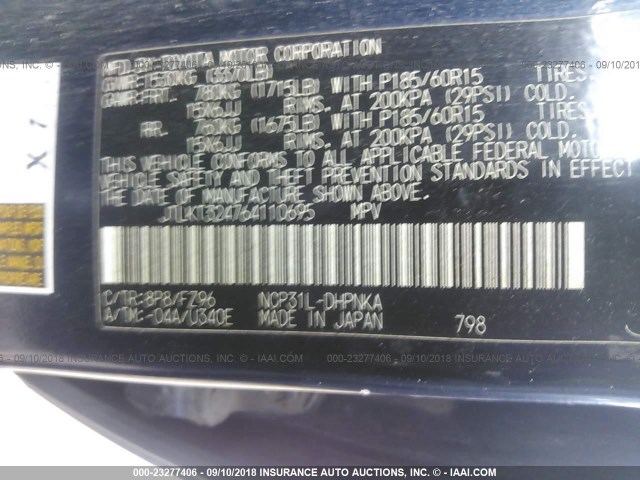 MFD. BY: TOYOTA MOTOR CORPORATION
GVWR 1530KG (3370LB)
GAWR FRT. 780KG (1715LB) WITH P185/60R15 TIRES
15X6JJ RIMS, AT 200KPA (29PSI) COLD.
RR. 760KG (1675LB) WITH P185/60R15 TIRES
15X6JJ RIMS, AT 200KPA (29PSI) COLD.
THIS VEHICLE CONFORMS TO ALL APPLICABLE FEDERAL MOTO
VEHICLE SAFETY AND THEFT PREVENTION STANDARDS IN EFFECT
THE DATE OF MANUFACTURE SHOWN ABOVE.
JTLKT324764110695 MPV
C/TR: 8P8/FZ96 NCP31L-DHPNKA
A/TM: -04A/U340E MADE IN JAPAN 798
X 1
000-23277406 - 09/10/2018 INSURANCE AUTO AUCTIONS, INC. - © IAAI.COM